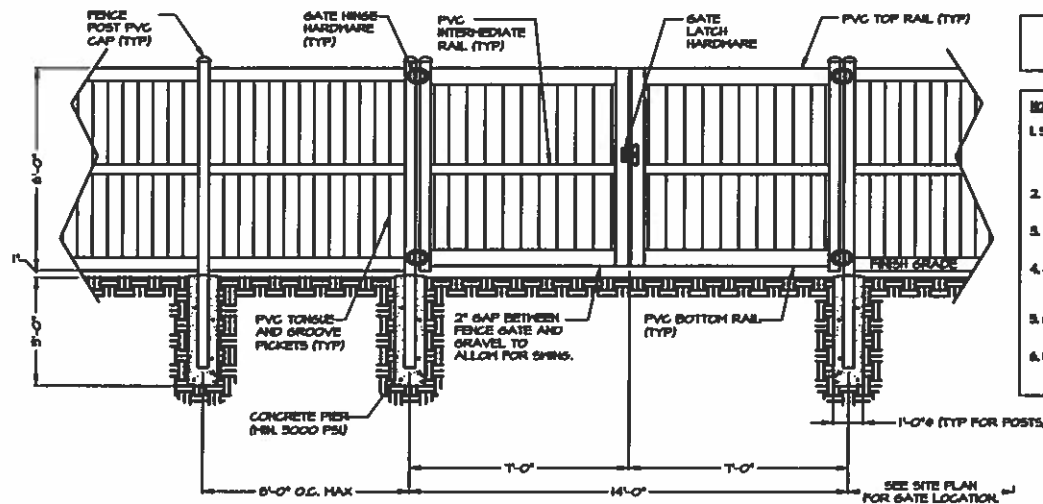 FENCE
POST PVC
CAP (TYP)
GATE HINGE
HARDWARE
(TYP)
PVC
INTERMEDIATE
RAIL (TYP)
GATE
LATCH
HARDWARE
PVC TOP RAIL (TYP)
NO
1. S
2.
3.
4.
5.
6.
6'-0"
1"
3'-0"
FINISH GRADE
PVC TONGUE
AND GROOVE
PICKETS (TYP)
2" GAP BETWEEN
FENCE GATE AND
GRAVEL TO
ALLOW FOR SWING.
PVC BOTTOM RAIL
(TYP)
CONCRETE PIER
(MIN. 3000 PSI)
1'-0"ϕ (TYP FOR POSTS)
7'-0"
7'-0"
8'-0" O.C. MAX
14'-0"
SEE SITE PLAN
FOR GATE LOCATION.